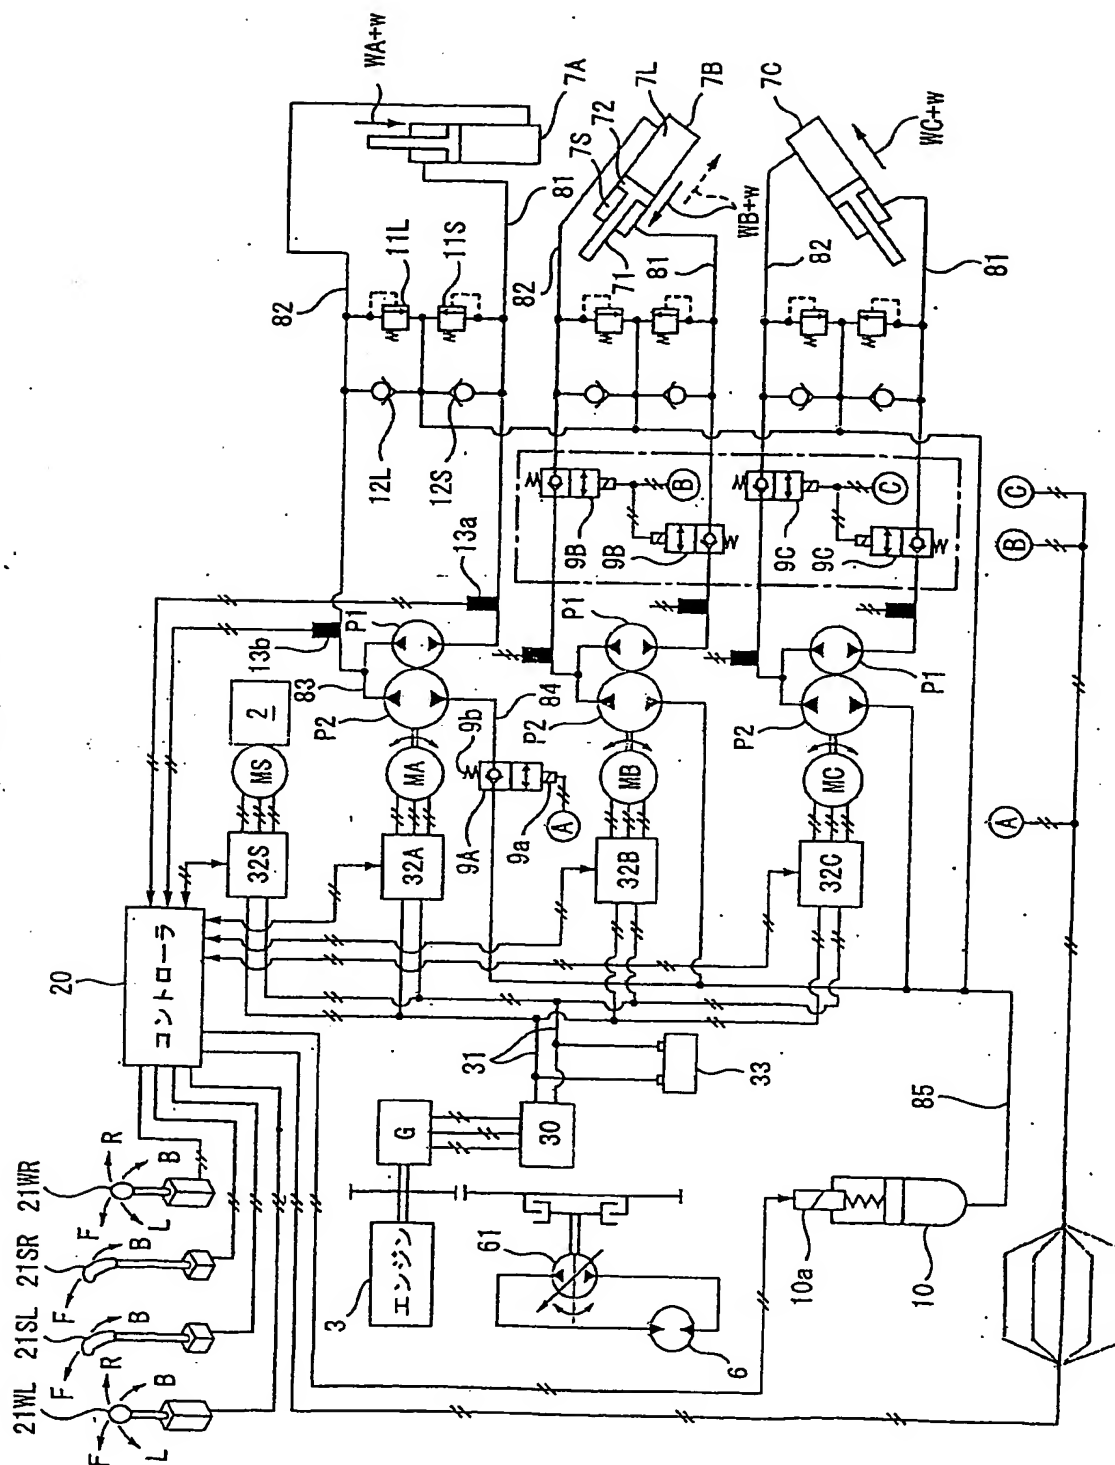 WA+w
7A
82
11L
11S
81
12L
12S
13a
13b
83
P1
P2
2
MS
MA
32S
32A
9b
9A
9a
A
84
20
コントローラ
7S
72
7L
7B
71
WB+w
82
81
B
9B
9B
P1
P2
MB
32B
7C
WC+w
82
81
C
9C
9C
P1
P2
MC
32C
C
B
A
31
33
30
G
3
エンジン
61
6
10a
10
85
21WR
F
R
L
B
21SR
F
B
21SL
F
B
21WL
F
R
L
B